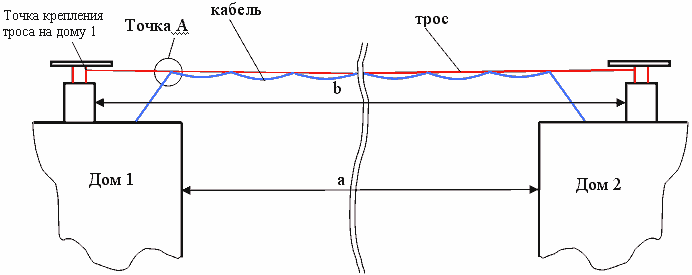 Точка крепления
троса на дому 1
Точка А
кабель
трос
b
Дом 1
a
Дом 2